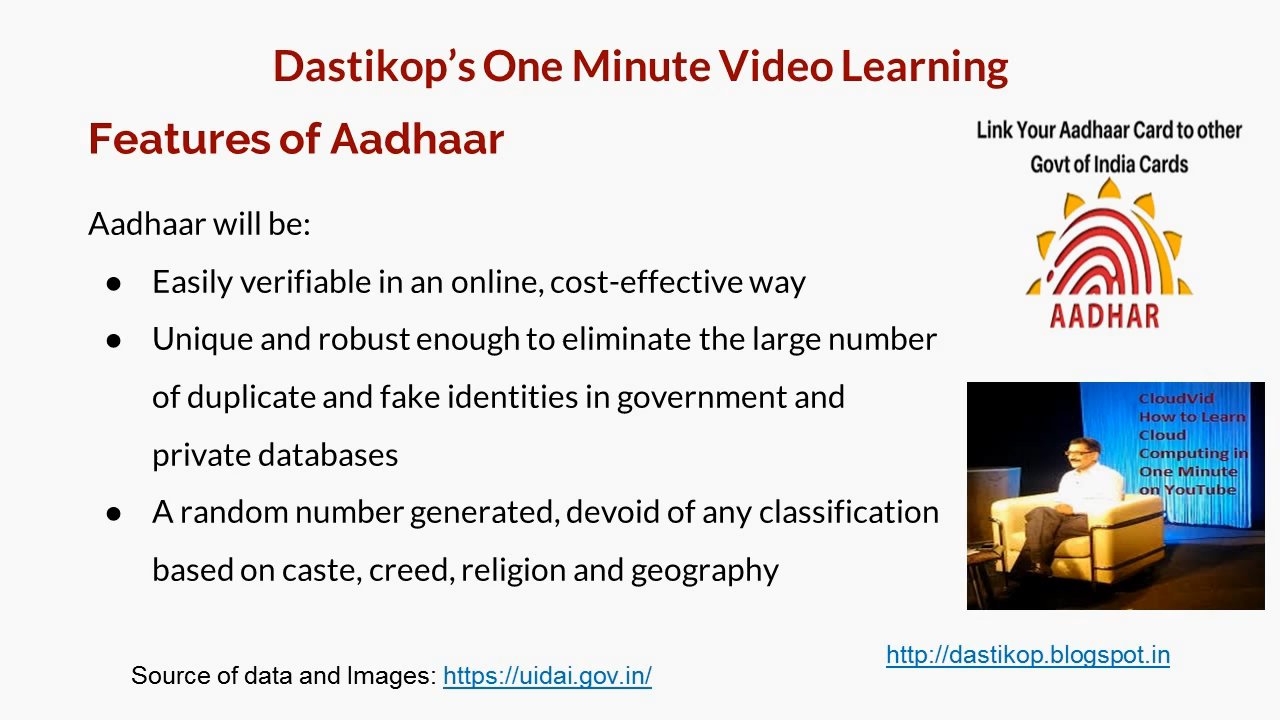 Dastikop’s One Minute Video Learning
Features of Aadhaar
Link Your Aadhaar Card to other
Govt of India Cards
AADHAR
Aadhaar will be:
● Easily verifiable in an online, cost-effective way
● Unique and robust enough to eliminate the large number
of duplicate and fake identities in government and
private databases
● A random number generated, devoid of any classification
based on caste, creed, religion and geography
CloudVid
How to Learn
Cloud
Computing in
One Minute
on YouTube
http://dastikop.blogspot.in
Source of data and Images: https://uidai.gov.in/